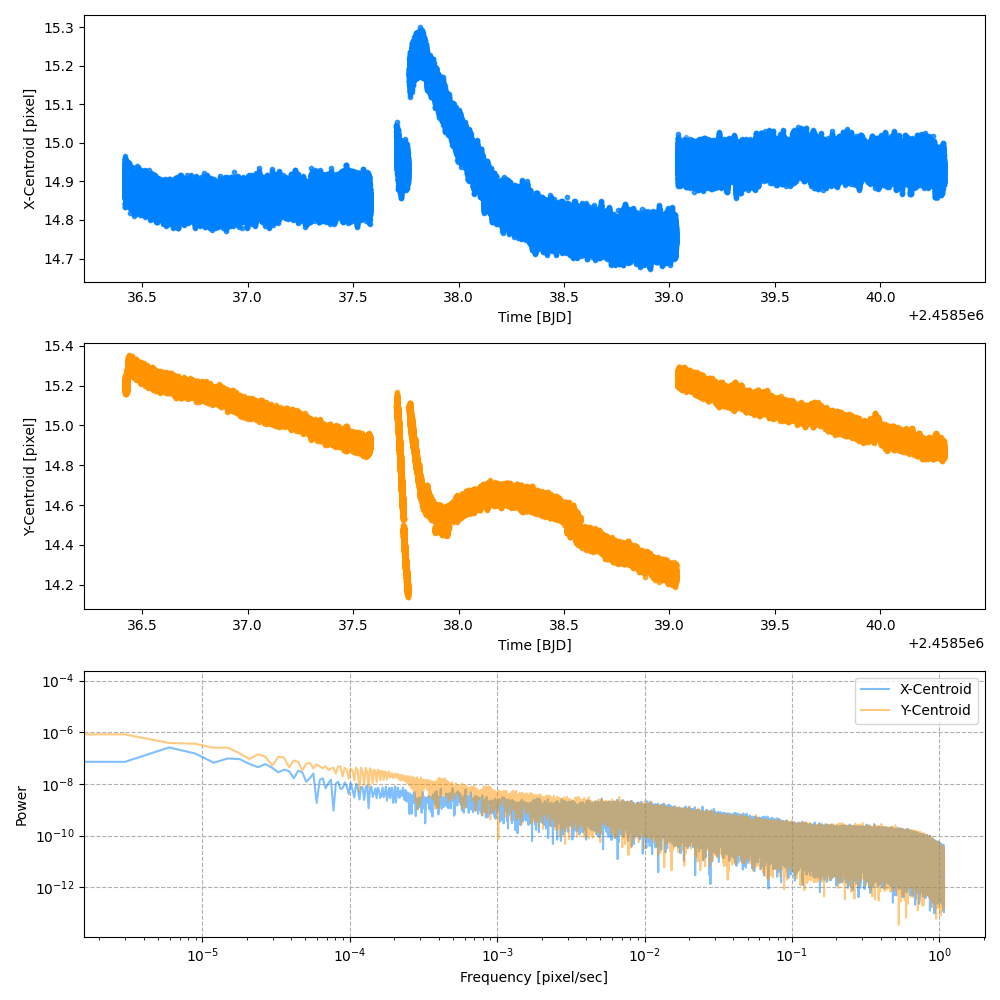 15.3
15.2
15.1
15.0
14.9
14.8
14.7
X-Centroid [pixel]
36.5 37.0 37.5 38.0 38.5 39.0 39.5 40.0
Time [BJD]
+2.4585e6
15.4
15.2
15.0
14.8
14.6
14.4
14.2
Y-Centroid [pixel]
36.5 37.0 37.5 38.0 38.5 39.0 39.5 40.0
Time [BJD]
+2.4585e6
10⁻⁴
10⁻⁶
10⁻⁸
10⁻¹⁰
10⁻¹²
Power
X-Centroid
Y-Centroid
10⁻⁵ 10⁻⁴ 10⁻³ 10⁻² 10⁻¹ 10⁰
Frequency [pixel/sec]